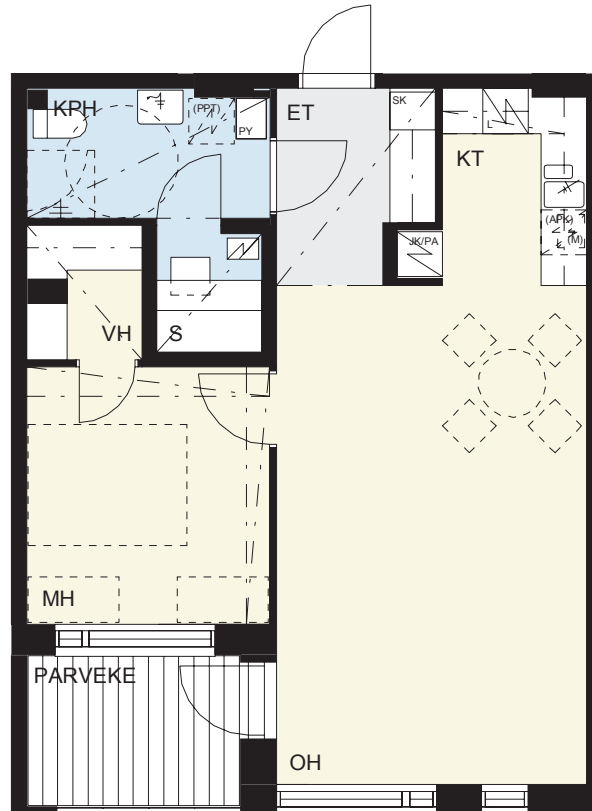 KPH
(PPT)
PY
ET
SK
L
KT
(APK)
(M)
JK/PA
VH
S
MH
PARVEKE
OH